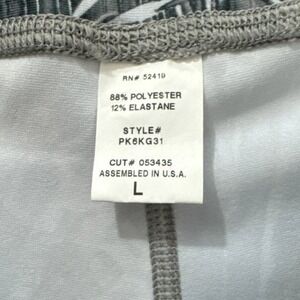 RN# 52419
88% POLYESTER
12% ELASTANE
STYLE#
PK6KG31
CUT# 053435
ASSEMBLED IN U.S.A.
L